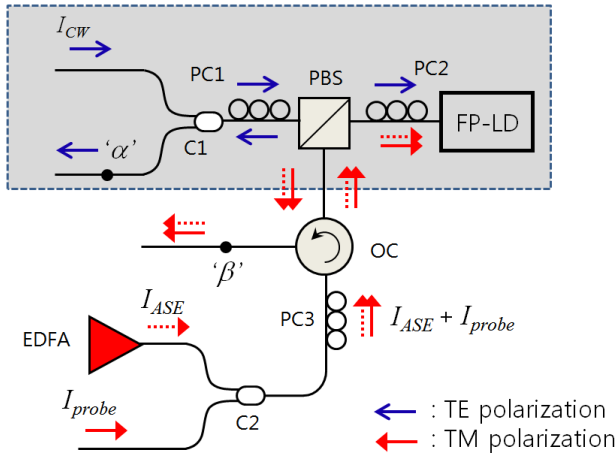 I_CW
PC1
PBS
PC2
FP-LD
‘α’
C1
OC
‘β’
I_ASE
PC3
I_ASE + I_probe
EDFA
I_probe
C2
: TE polarization
: TM polarization